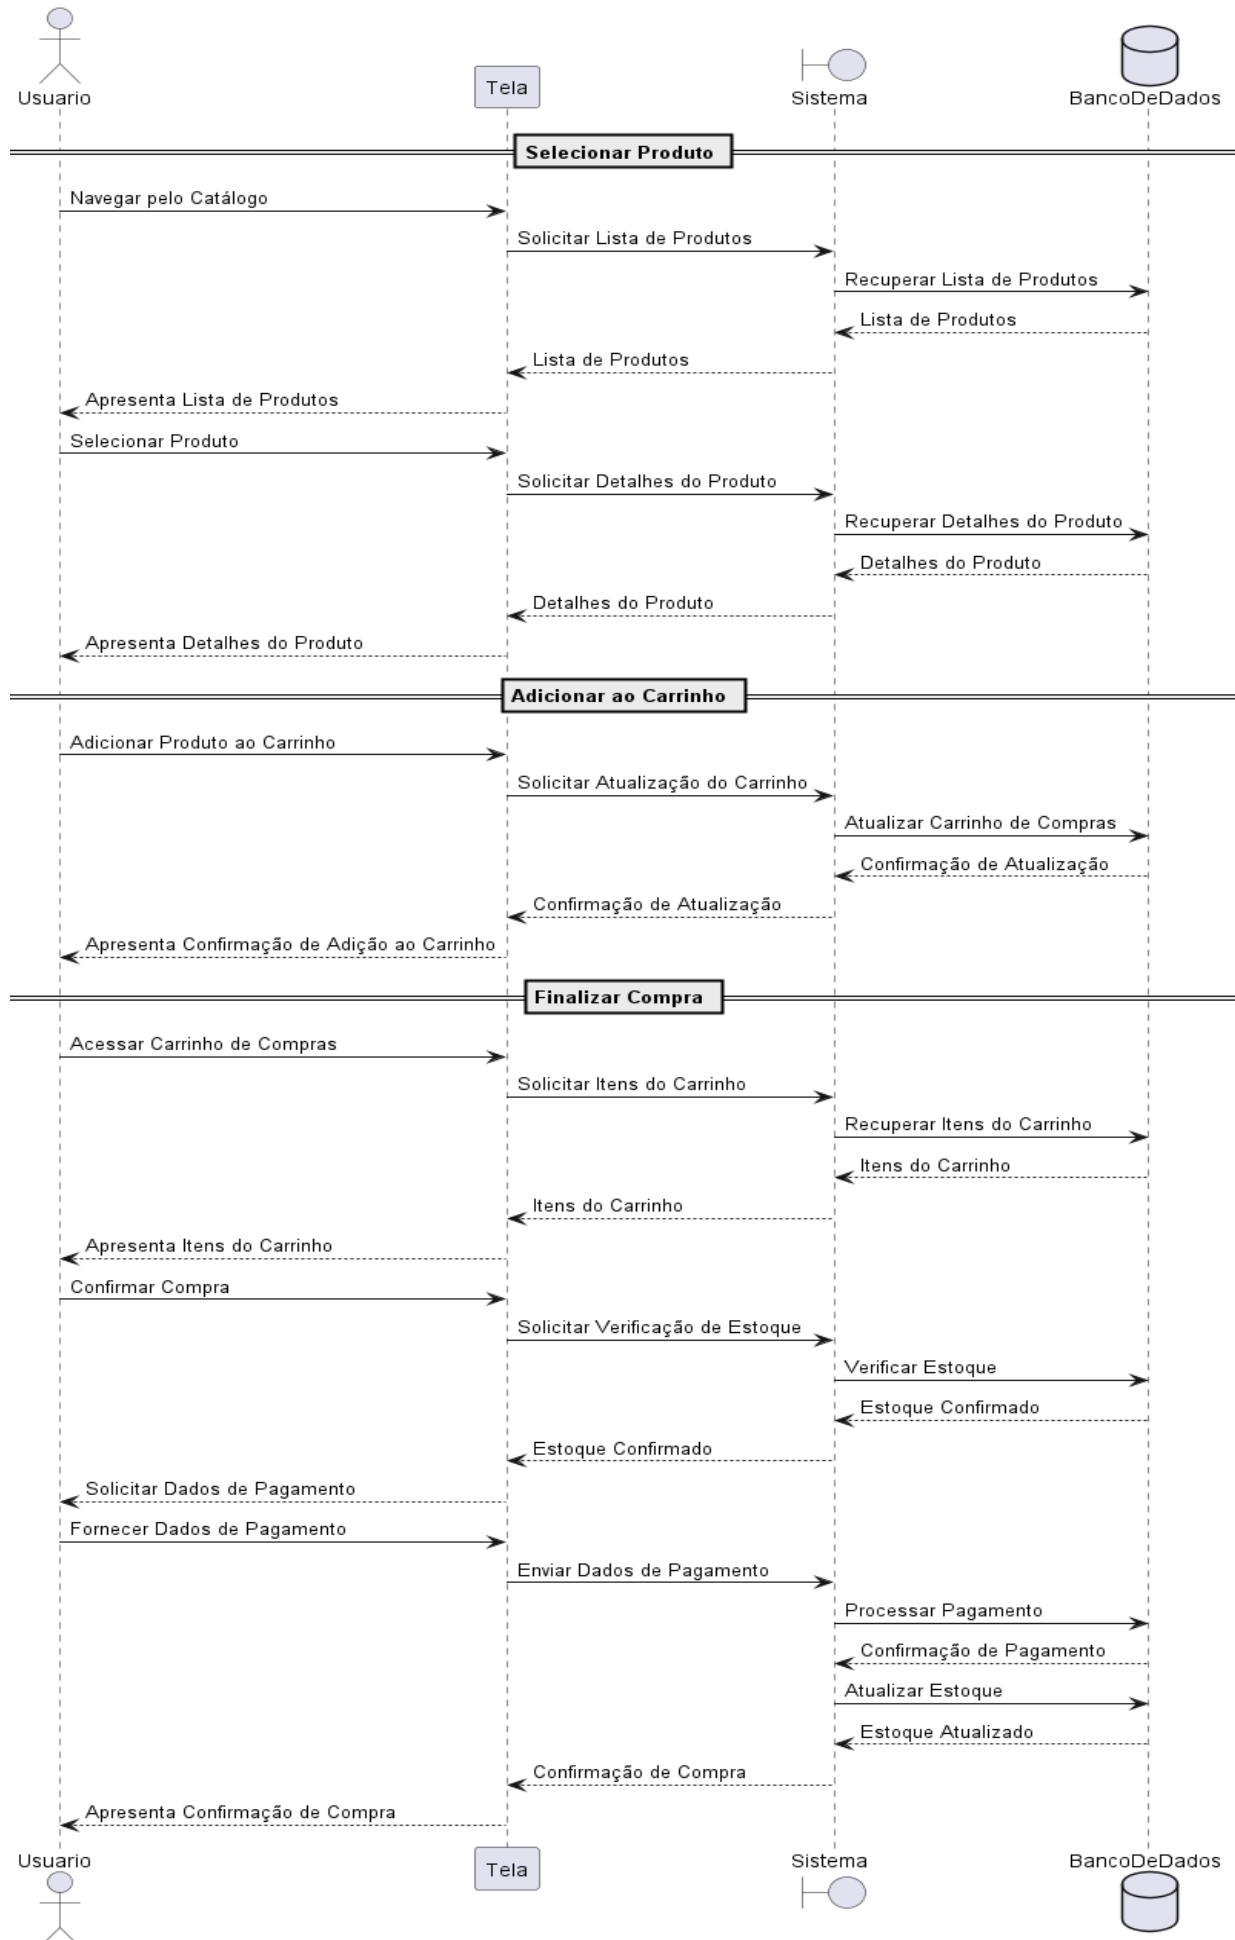 Usuario
Tela
Sistema
BancoDeDados
Selecionar Produto
Navegar pelo Catálogo
Solicitar Lista de Produtos
Recuperar Lista de Produtos
Lista de Produtos
Lista de Produtos
Apresenta Lista de Produtos
Selecionar Produto
Solicitar Detalhes do Produto
Recuperar Detalhes do Produto
Detalhes do Produto
Detalhes do Produto
Apresenta Detalhes do Produto
Adicionar ao Carrinho
Adicionar Produto ao Carrinho
Solicitar Atualização do Carrinho
Atualizar Carrinho de Compras
Confirmação de Atualização
Confirmação de Atualização
Apresenta Confirmação de Adição ao Carrinho
Finalizar Compra
Acessar Carrinho de Compras
Solicitar Itens do Carrinho
Recuperar Itens do Carrinho
Itens do Carrinho
Itens do Carrinho
Apresenta Itens do Carrinho
Confirmar Compra
Solicitar Verificação de Estoque
Verificar Estoque
Estoque Confirmado
Estoque Confirmado
Solicitar Dados de Pagamento
Fornecer Dados de Pagamento
Enviar Dados de Pagamento
Processar Pagamento
Confirmação de Pagamento
Atualizar Estoque
Estoque Atualizado
Confirmação de Compra
Apresenta Confirmação de Compra
Usuario
Tela
Sistema
BancoDeDados